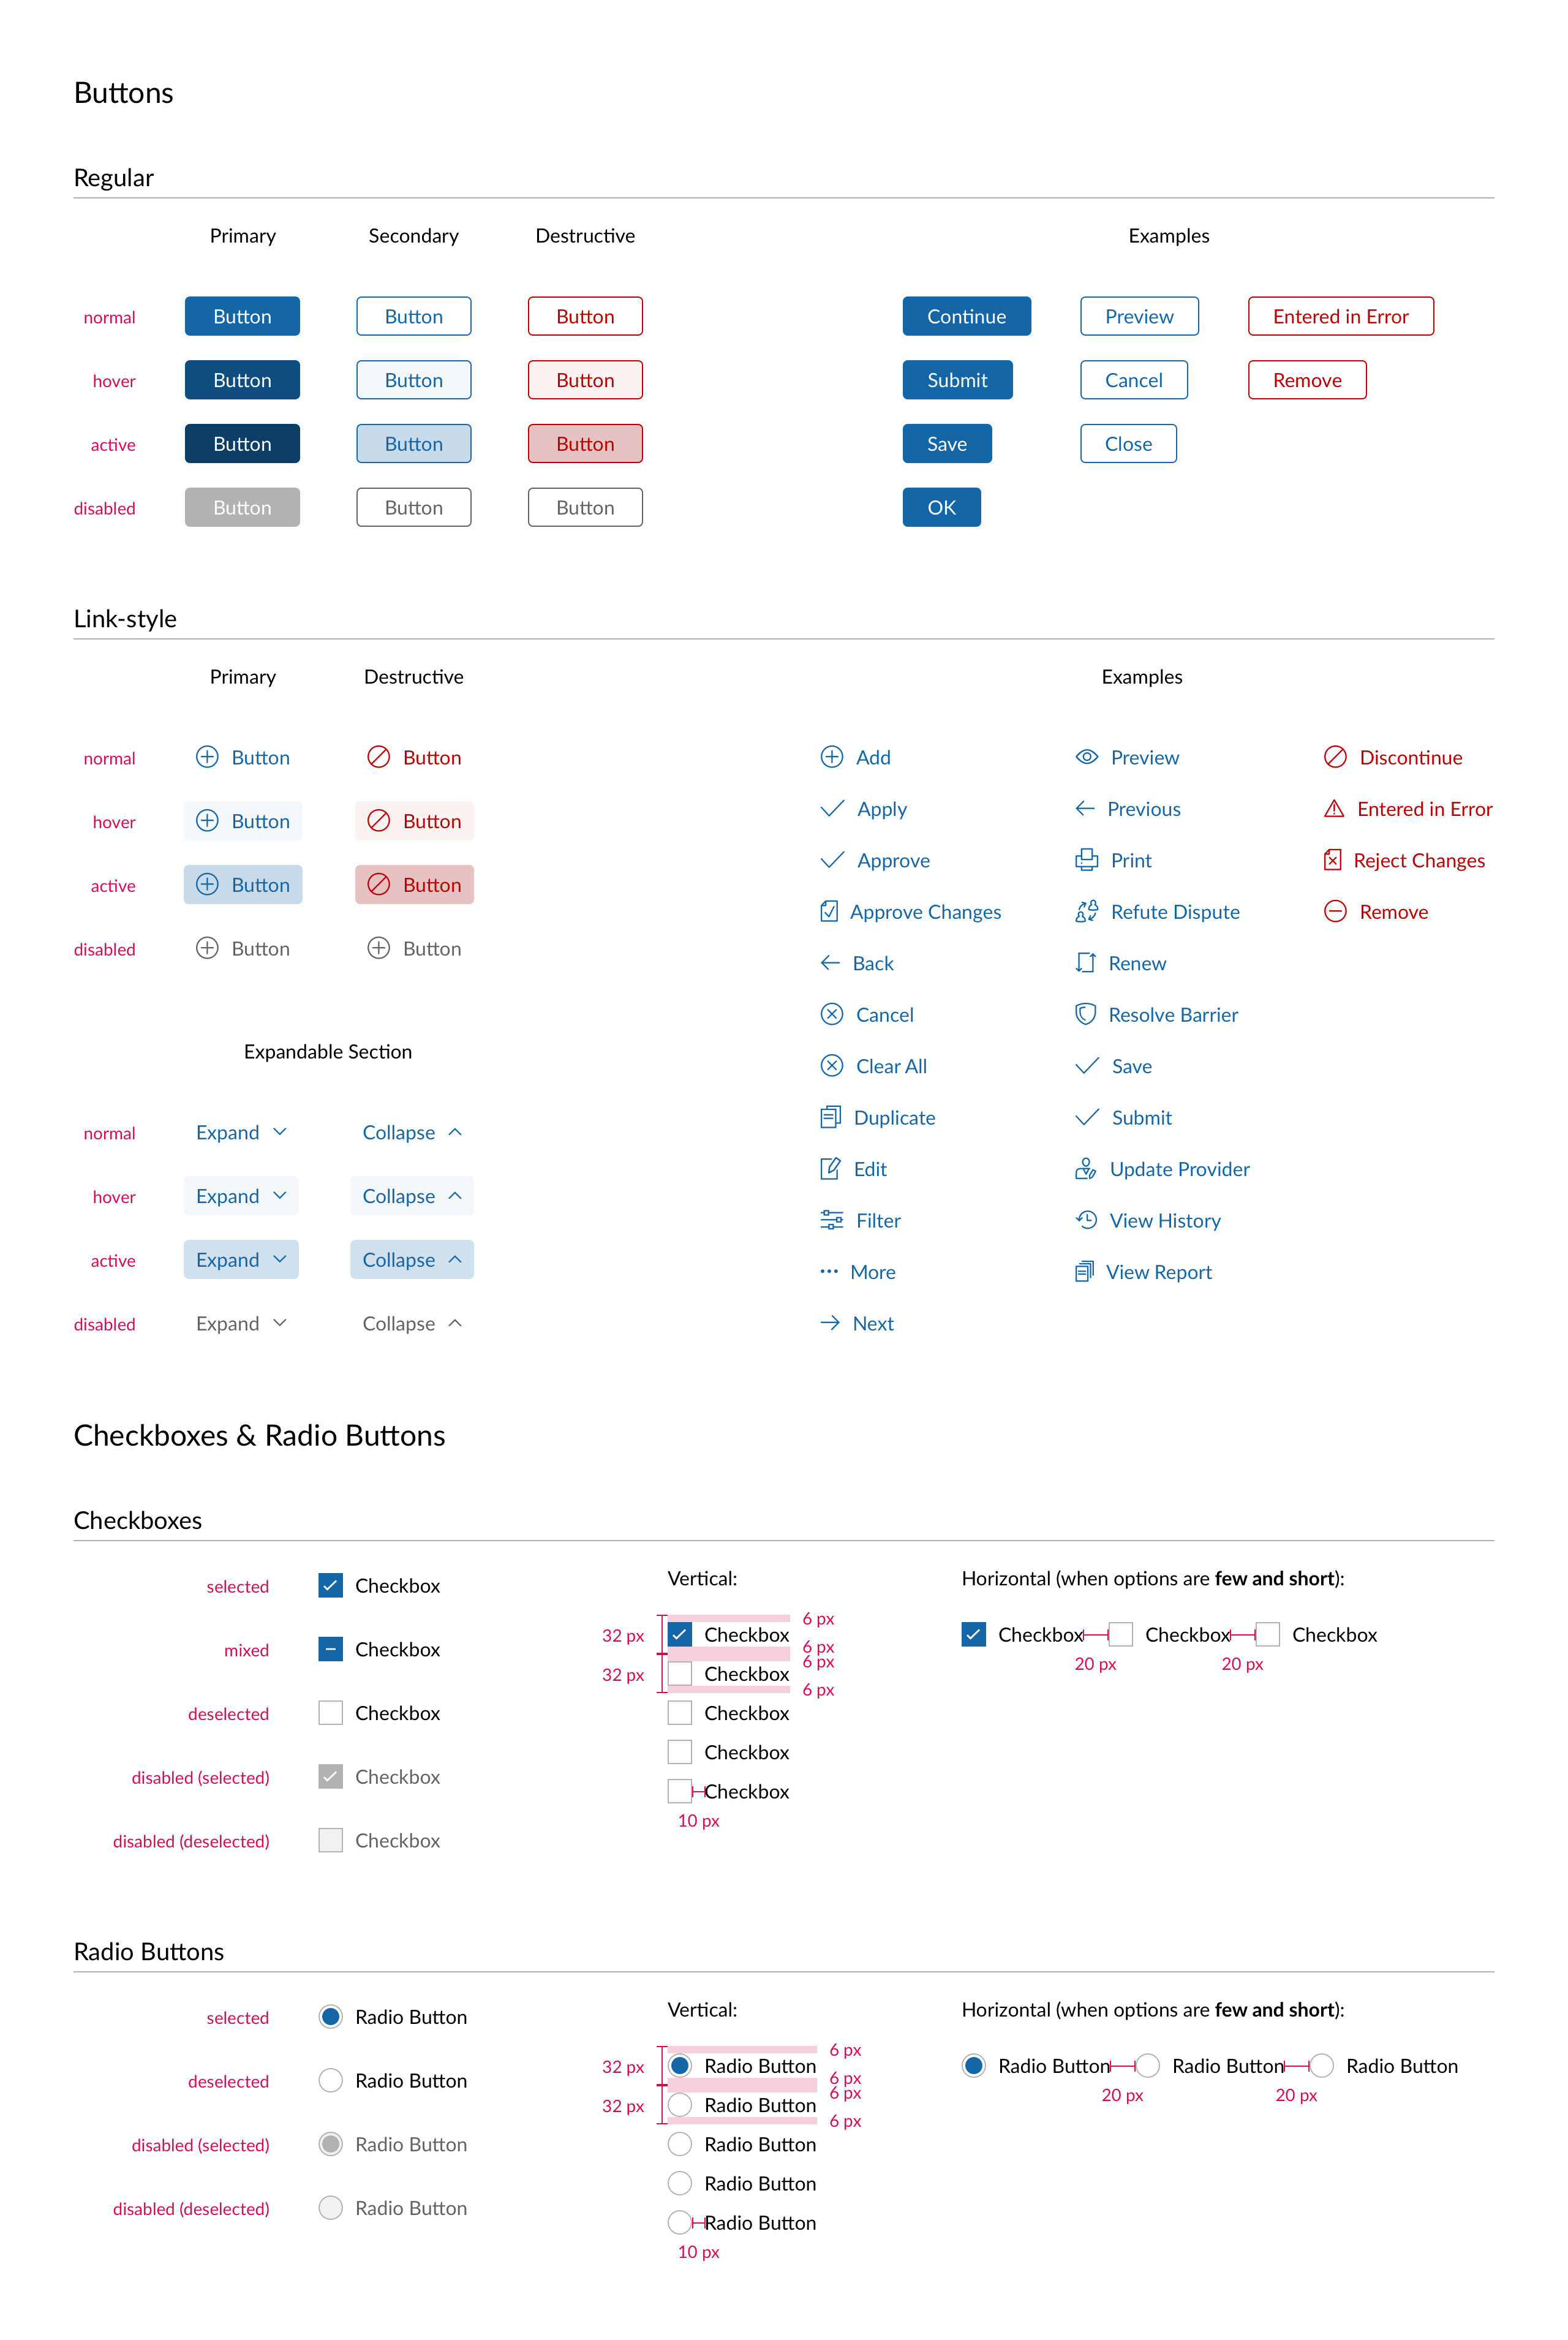 Buttons
Regular
Primary Secondary Destructive Examples
normal Button Button Button Continue Preview Entered in Error
hover Button Button Button Submit Cancel Remove
active Button Button Button Save Close
disabled Button Button Button OK
Link-style
Primary Destructive Examples
normal Button Button Add Preview Discontinue
Apply Previous Entered in Error
hover Button Button
Approve Print Reject Changes
active Button Button
Approve Changes Refute Dispute Remove
disabled Button Button
Back Renew
Cancel Resolve Barrier
Expandable Section
Clear All Save
normal Expand Collapse Duplicate Submit
Edit Update Provider
hover Expand Collapse
Filter View History
active Expand Collapse
More View Report
disabled Expand Collapse Next
Checkboxes & Radio Buttons
Checkboxes
selected Checkbox
mixed Checkbox
deselected Checkbox
disabled (selected) Checkbox
disabled (deselected) Checkbox
Vertical:
6 px
32 px Checkbox
6 px
6 px
32 px Checkbox
6 px
Checkbox
Checkbox
Checkbox
10 px
Horizontal (when options are few and short):
Checkbox Checkbox Checkbox
20 px 20 px
Radio Buttons
selected Radio Button
deselected Radio Button
disabled (selected) Radio Button
disabled (deselected) Radio Button
Vertical:
6 px
32 px Radio Button
6 px
6 px
32 px Radio Button
6 px
Radio Button
Radio Button
Radio Button
10 px
Horizontal (when options are few and short):
Radio Button Radio Button Radio Button
20 px 20 px